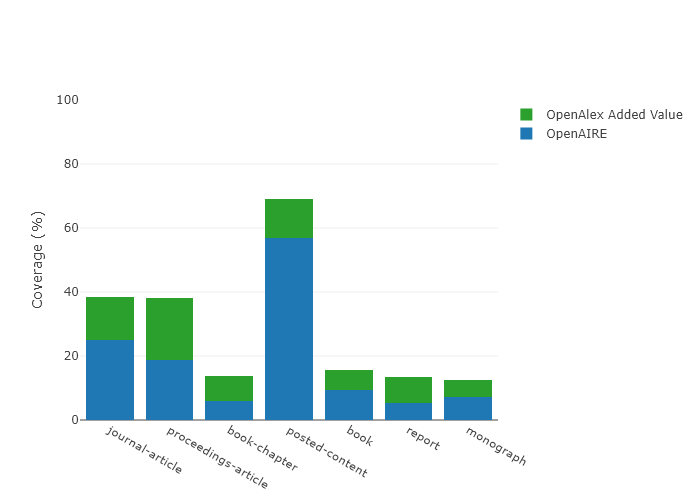 100
80
60
40
20
0
Coverage (%)
journal-article
proceedings-article
book-chapter
posted-content
book
report
monograph
OpenAlex Added Value
OpenAIRE